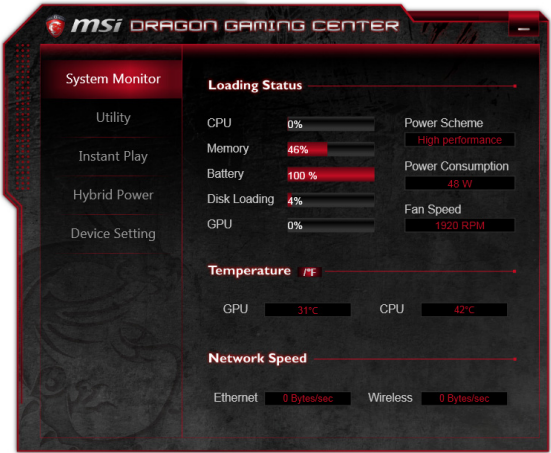 msi DRAGON GAMING CENTER
System Monitor
Utility
Instant Play
Hybrid Power
Device Setting
Loading Status
CPU 0%
Memory 46%
Battery 100 %
Disk Loading 4%
GPU 0%
Power Scheme
High performance
Power Consumption
48 W
Fan Speed
1920 RPM
Temperature /°F
GPU 31°C CPU 42°C
Network Speed
Ethernet 0 Bytes/sec Wireless 0 Bytes/sec